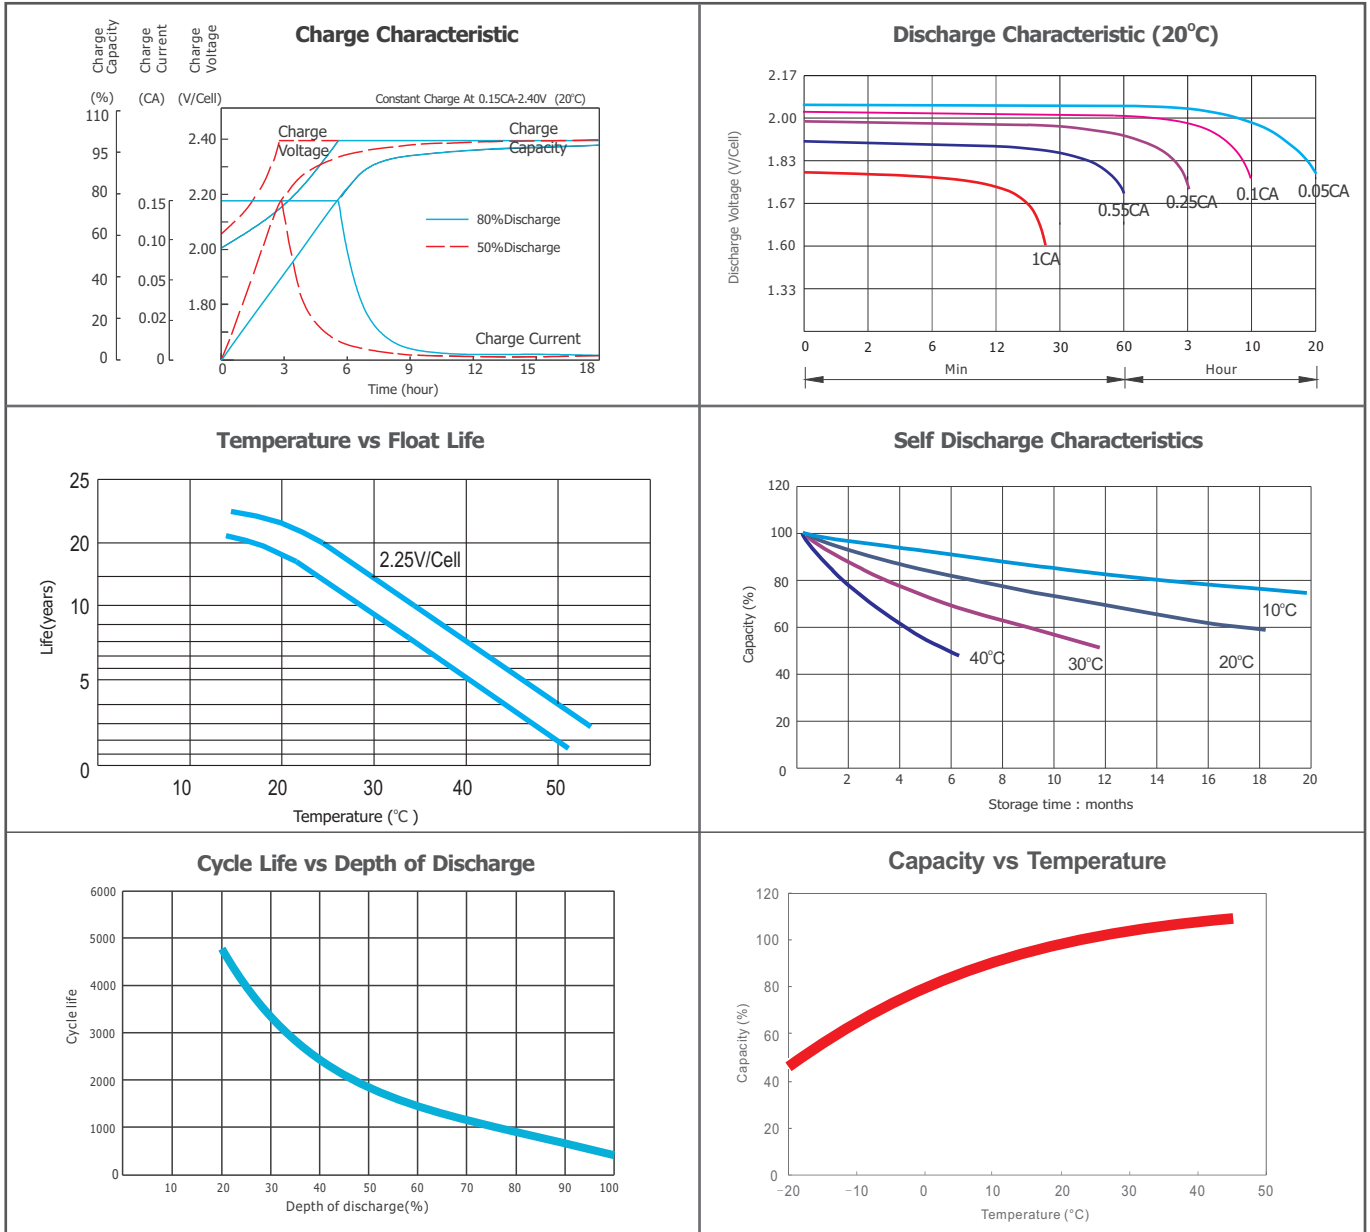 Charge Characteristic
Charge
Capacity
Charge
Current
Charge
Voltage
(%)
(CA)
(V/Cell)
Constant Charge At 0.15CA-2.40V (20°C)
110
95
80
60
40
20
0
0.15
0.10
0.05
0.02
0
2.40
2.20
2.00
1.80
Charge
Voltage
Charge
Capacity
80%Discharge
50%Discharge
Charge Current
0 3 6 9 12 15 18
Time (hour)
Discharge Characteristic (20°C)
Discharge Voltage (V/Cell)
2.17
2.00
1.83
1.67
1.60
1.33
1CA
0.55CA
0.25CA
0.1CA
0.05CA
0 2 6 12 30 60 3 10 20
Min
Hour
Temperature vs Float Life
Life(years)
25
20
10
5
0
2.25V/Cell
10 20 30 40 50
Temperature (°C )
Self Discharge Characteristics
Capacity (%)
120
100
80
60
40
20
0
40°C
30°C
20°C
10°C
2 4 6 8 10 12 14 16 18 20
Storage time : months
Cycle Life vs Depth of Discharge
Cycle life
6000
5000
4000
3000
2000
1000
0
10 20 30 40 50 60 70 80 90 100
Depth of discharge(%)
Capacity vs Temperature
Capacity (%)
120
100
80
60
40
20
0
−20 −10 0 10 20 30 40 50
Temperature (°C)